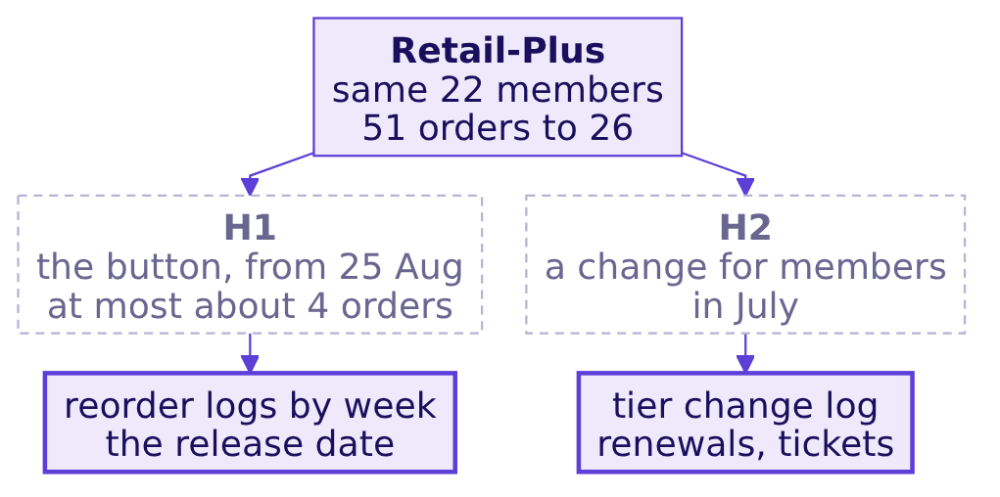 Retail-Plus
same 22 members
51 orders to 26
H1
the button, from 25 Aug
at most about 4 orders
H2
a change for members
in July
reorder logs by week
the release date
tier change log
renewals, tickets